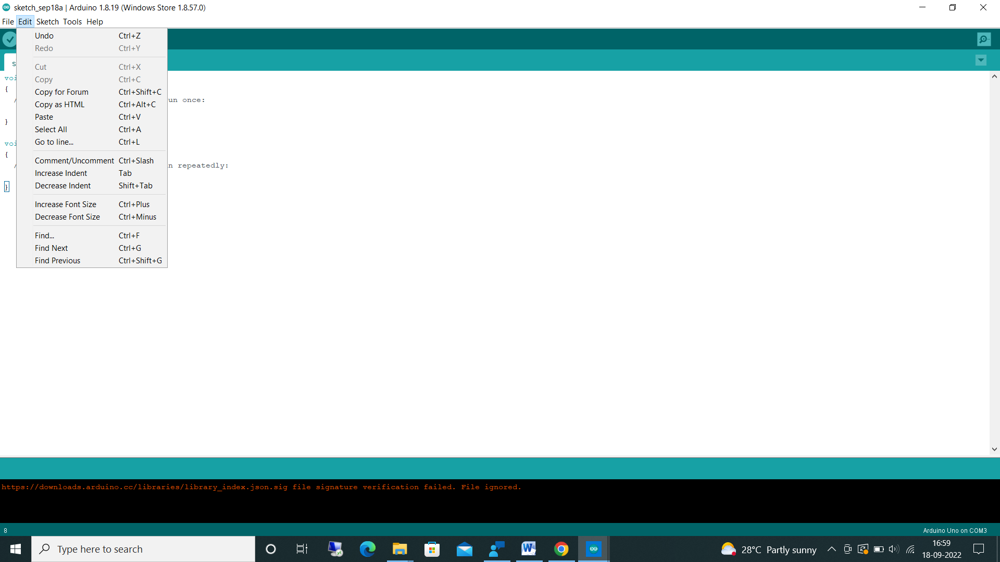 sketch_sep18a | Arduino 1.8.19 (Windows Store 1.8.57.0)
File Edit Sketch Tools Help
Undo Ctrl+Z
Redo Ctrl+Y
Cut Ctrl+X
Copy Ctrl+C
Copy for Forum Ctrl+Shift+C
Copy as HTML Ctrl+Alt+C
Paste Ctrl+V
Select All Ctrl+A
Go to line... Ctrl+L
Comment/Uncomment Ctrl+Slash
Increase Indent Tab
Decrease Indent Shift+Tab
Increase Font Size Ctrl+Plus
Decrease Font Size Ctrl+Minus
Find... Ctrl+F
Find Next Ctrl+G
Find Previous Ctrl+Shift+G
s
voi
{
/ un once:
}
voi
{
/ n repeatedly:
}
https://downloads.arduino.cc/libraries/library_index.json.sig file signature verification failed. File ignored.
8 Arduino Uno on COM3
Type here to search
28°C Partly sunny
16:59
18-09-2022